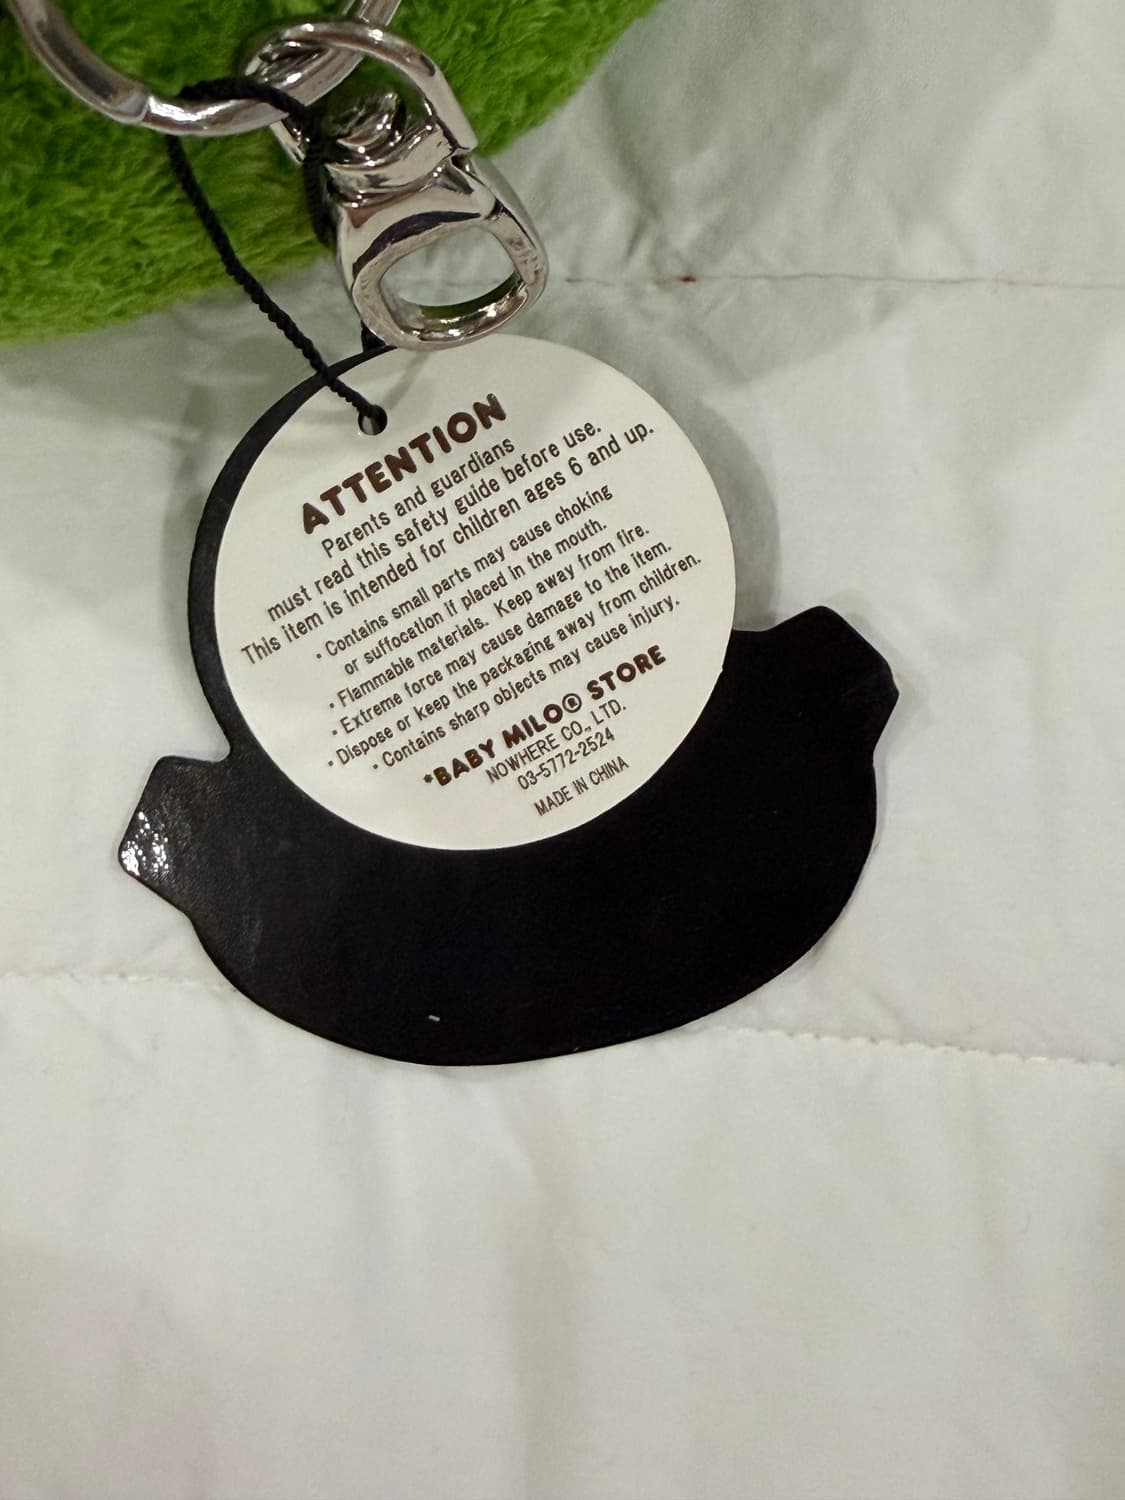 ATTENTION
Parents and guardians
must read this safety guide before use.
This item is intended for children ages 6 and up.
・Contains small parts may cause choking
or suffocation if placed in the mouth.
・Flammable materials. Keep away from fire.
・Extreme force may cause damage to the item.
・Dispose or keep the packaging away from children.
・Contains sharp objects may cause injury.
*BABY MILO® STORE
NOWHERE CO., LTD.
03-5772-2524
MADE IN CHINA